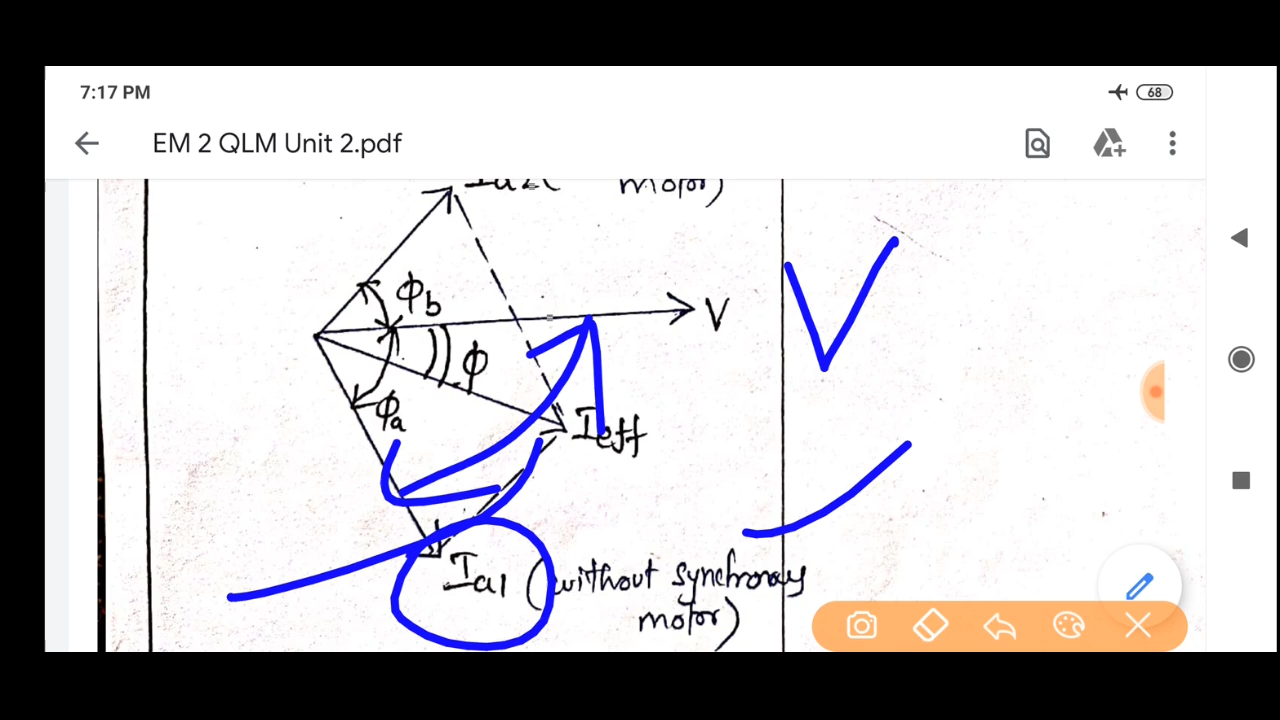 7:17 PM
68
EM 2 QLM Unit 2.pdf
motor)
ϕb
V
V
ϕ
ϕa
Ieff
Ia1 (without synchronous
motor)